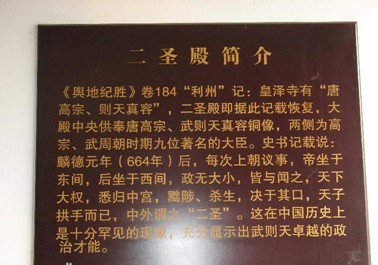 二圣殿简介
《舆地纪胜》卷184“利州”记：皇泽寺有“唐
高宗、则天真容”，二圣殿即据此记载恢复，大
殿中央供奉唐高宗、武则天真容铜像，两侧为高
宗、武周朝时期九位著名的大臣。史书记载说：
麟德元年（664年）后，每次上朝议事，帝坐于
东间，后坐于西间，政无大小，皆与闻之，天下
大权，悉归中宫，黜陟、杀生，决于其口，天子
拱手而已，中外谓之“二圣”。这在中国历史上
是十分罕见的现象，充分显示出武则天卓越的政
治才能。